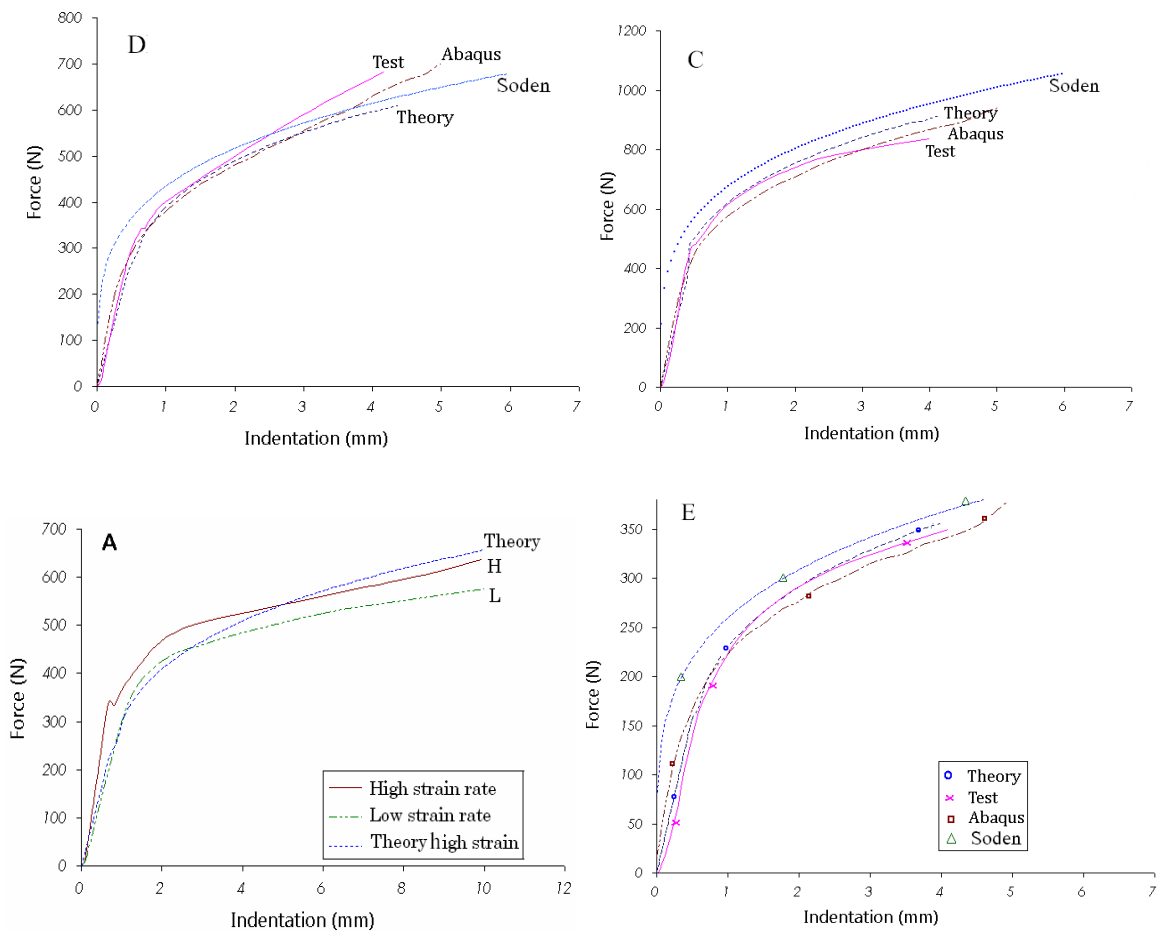 D
800
700
600
500
400
300
200
100
0
Force (N)
Test
Abaqus
Soden
Theory
0 1 2 3 4 5 6 7
Indentation (mm)
C
1200
1000
800
600
400
200
0
Force (N)
Soden
Theory
Abaqus
Test
0 1 2 3 4 5 6 7
Indentation (mm)
A
700
600
500
400
300
200
100
0
Force (N)
Theory
H
L
High strain rate
Low strain rate
Theory high strain
0 2 4 6 8 10 12
Indentation (mm)
E
350
300
250
200
150
100
50
0
Force (N)
Theory
Test
Abaqus
Soden
0 1 2 3 4 5 6 7
Indentation (mm)